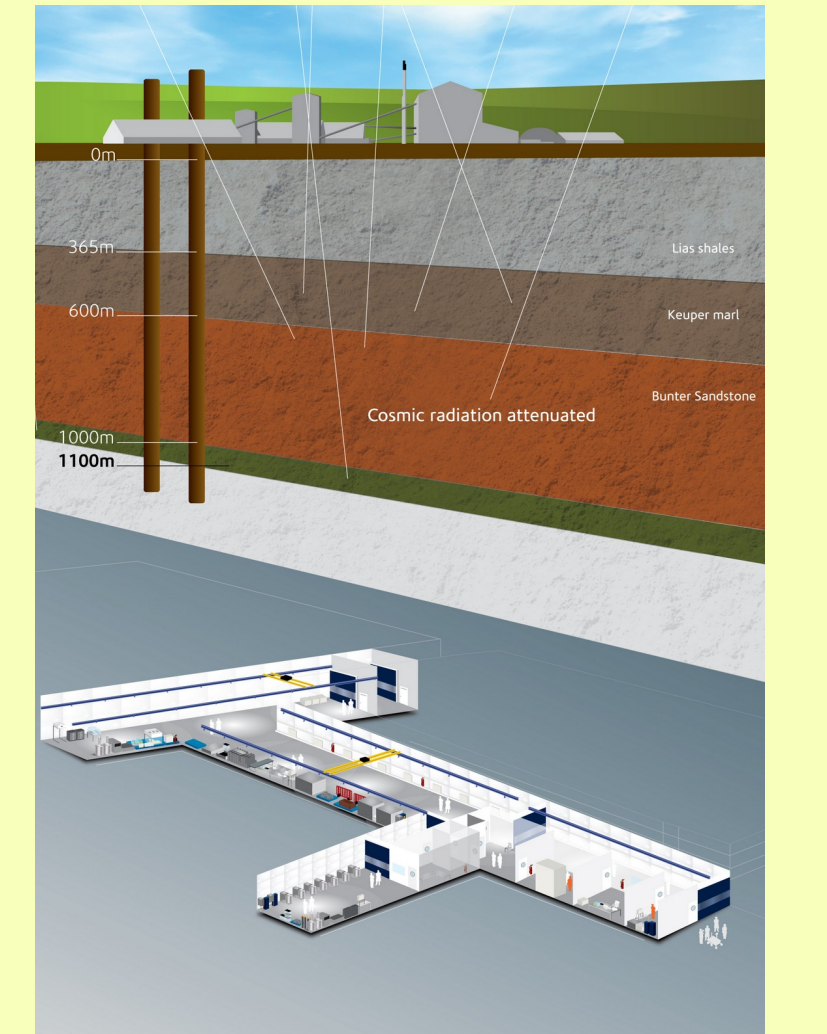 0m
365m
Lias shales
600m
Keuper marl
Bunter Sandstone
Cosmic radiation attenuated
1000m
1100m